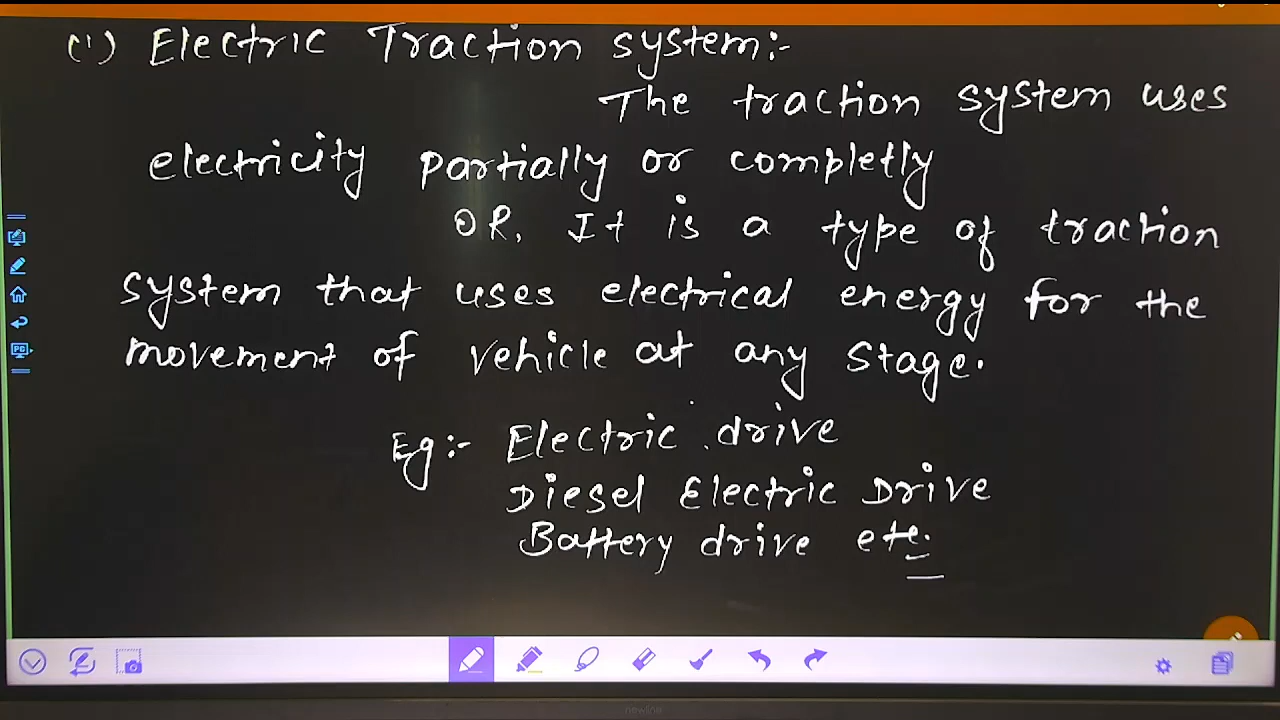 (i) Electric Traction system:-
The traction system uses
electricity partially or completly
OR, It is a type of traction
system that uses electrical energy for the
movement of vehicle at any stage.
Eg:- Electric drive
Diesel Electric Drive
Battery drive etc.
PC
newline